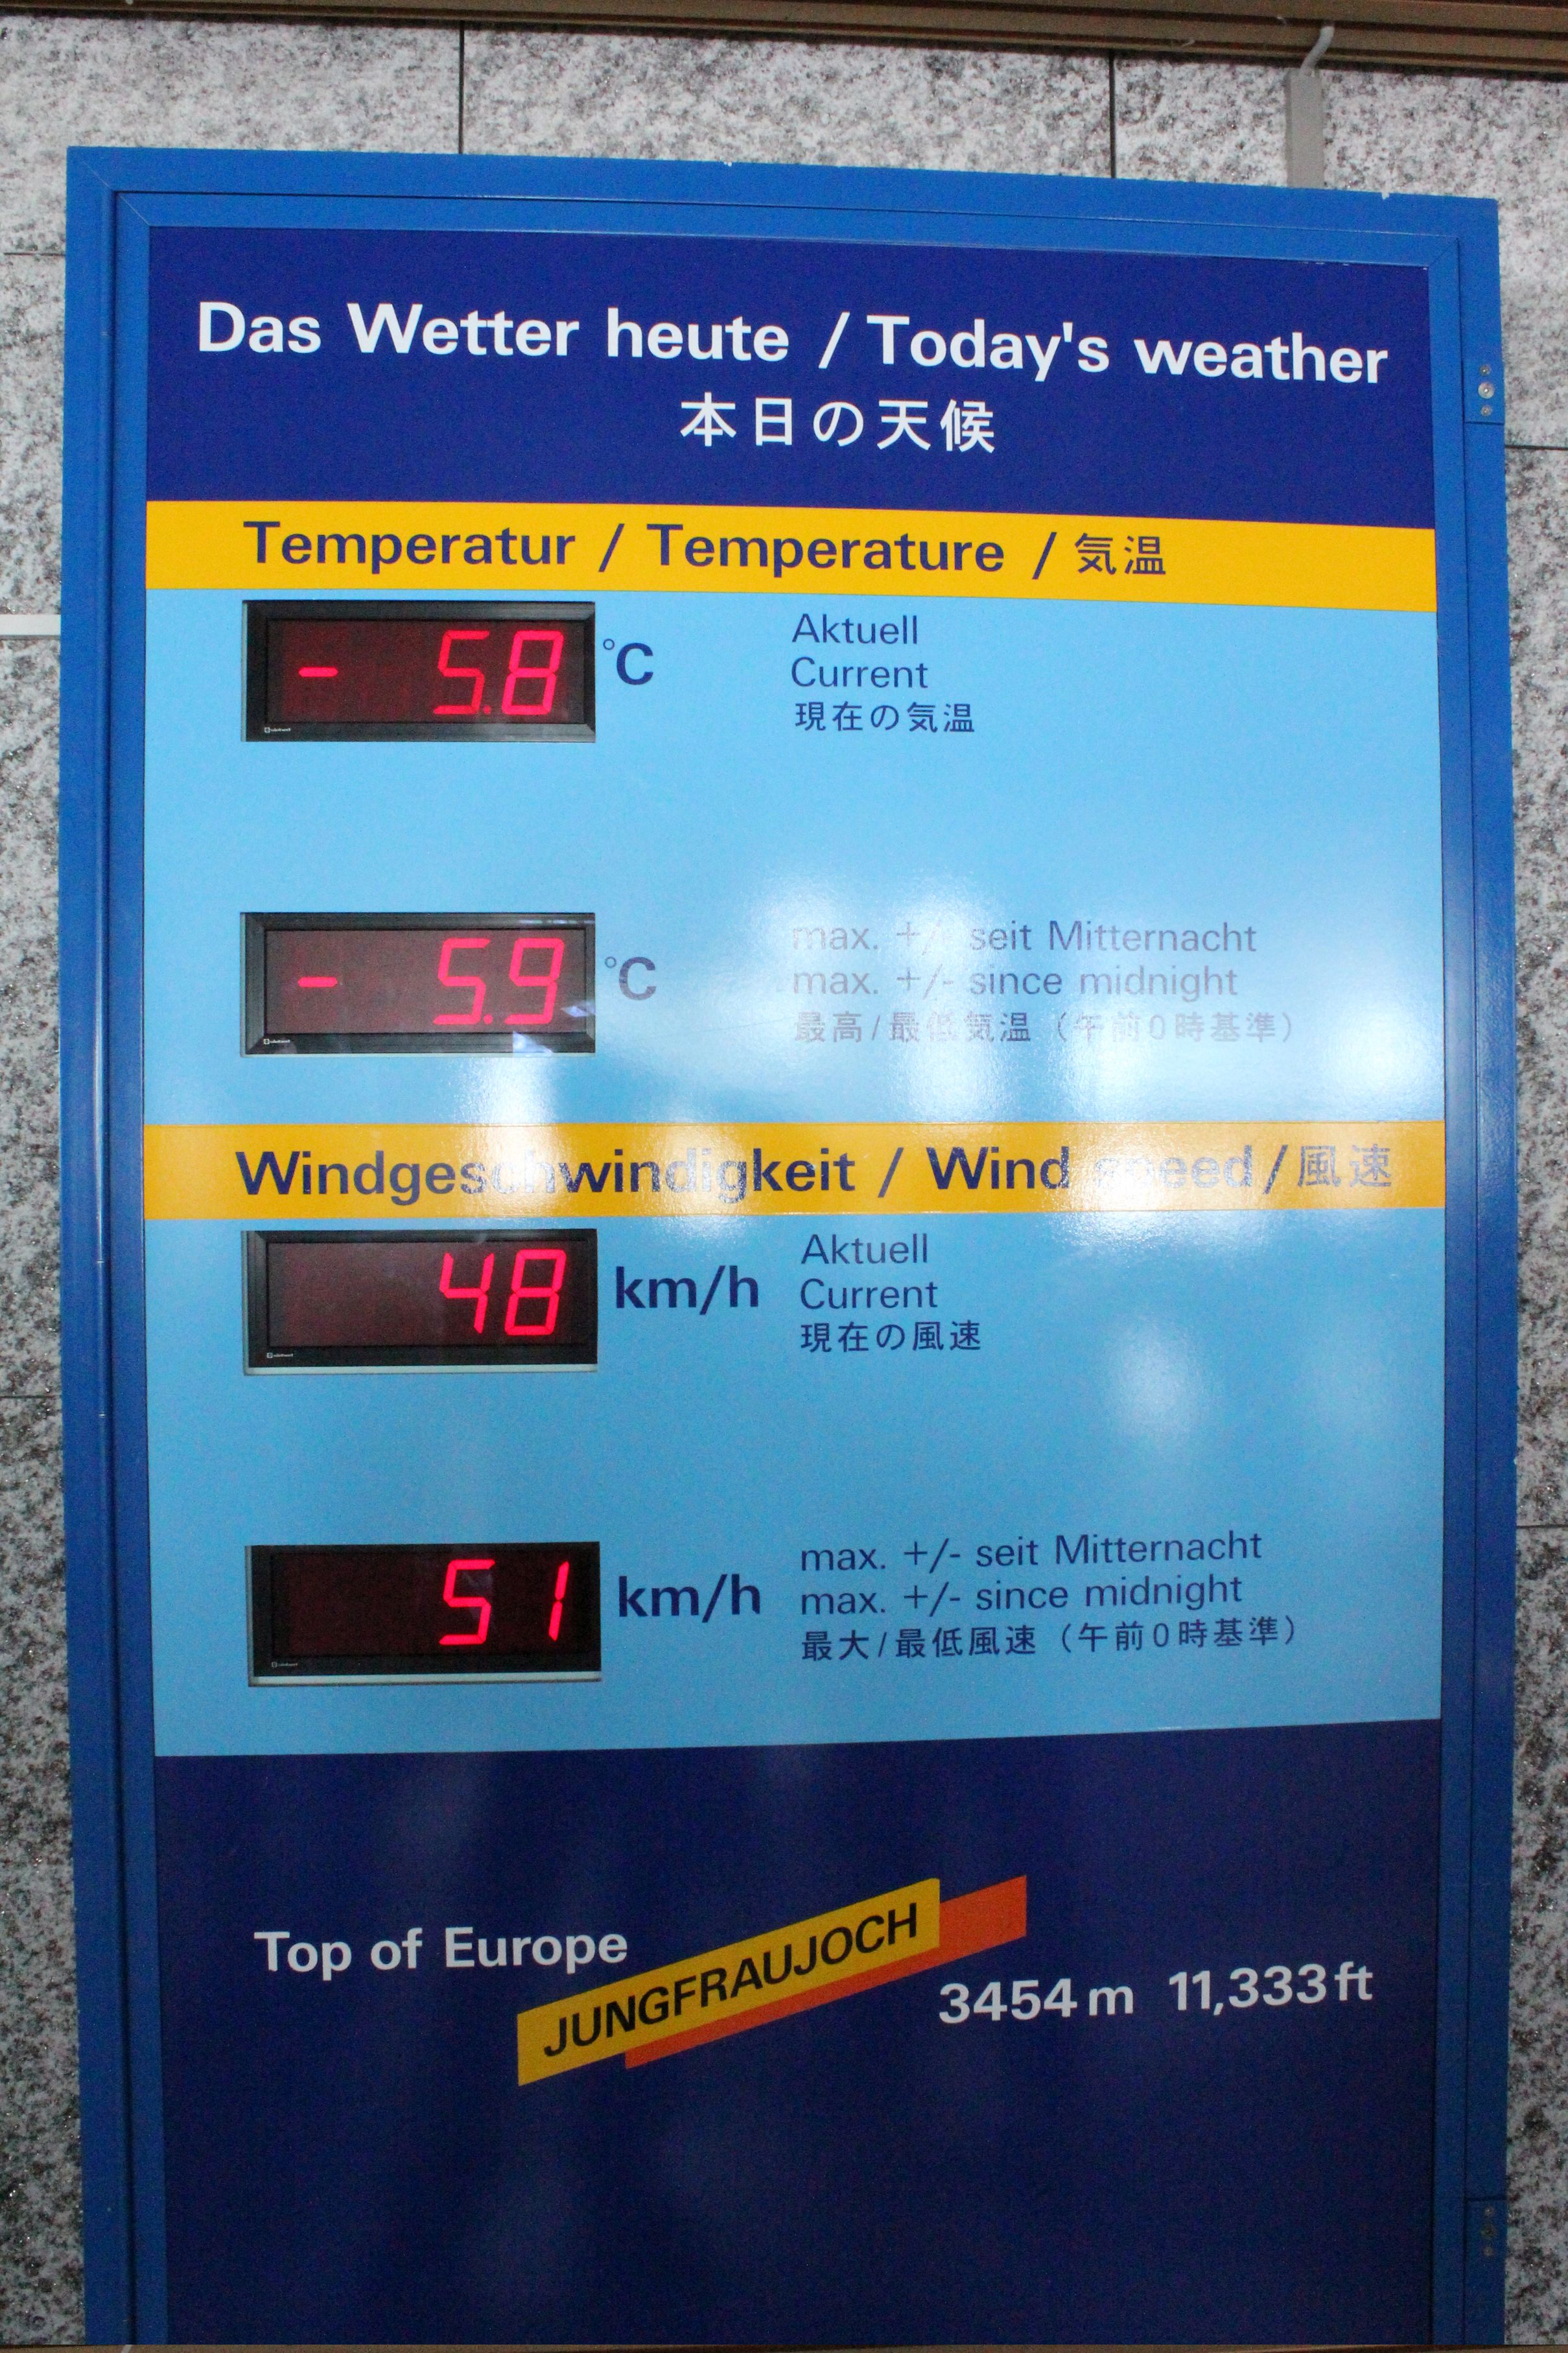 Das Wetter heute / Today's weather
本日の天候
Temperatur / Temperature / 気温
- 5.8 °C
Aktuell
Current
現在の気温
- 5.9 °C
max. +/- seit Mitternacht
max. +/- since midnight
最高/最低気温（午前0時基準）
Windgeschwindigkeit / Wind speed/風速
48 km/h
Aktuell
Current
現在の風速
51 km/h
max. +/- seit Mitternacht
max. +/- since midnight
最大/最低風速（午前0時基準）
Top of Europe
JUNGFRAUJOCH
3454 m 11,333 ft